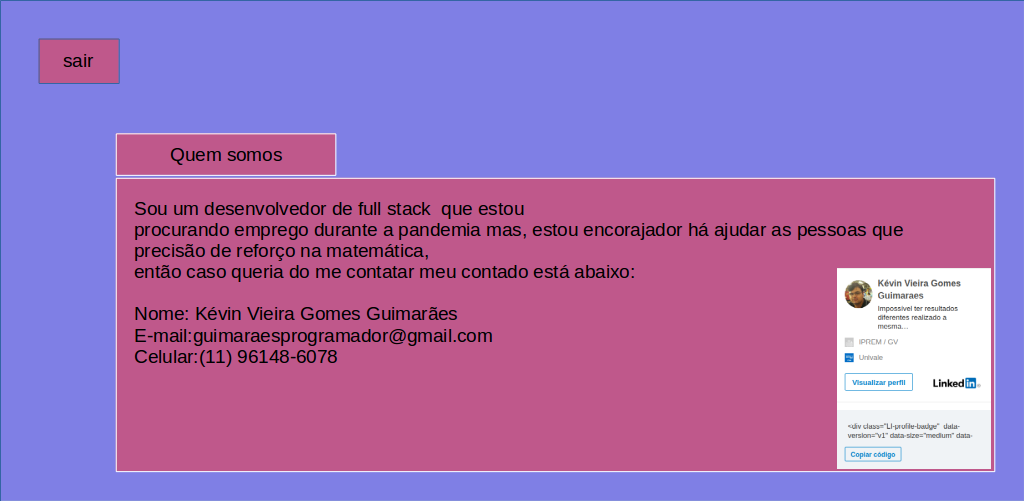 sair
Quem somos
Sou um desenvolvedor de full stack  que estou
procurando emprego durante a pandemia mas, estou encorajador há ajudar as pessoas que
precisão de reforço na matemática,
então caso queria do me contatar meu contado está abaixo:
Nome: Kévin Vieira Gomes Guimarães
E-mail:guimaraesprogramador@gmail.com
Celular:(11) 96148-6078
Kévin Vieira Gomes
Guimaraes
Impossivel ter resultados
diferentes realizado a
mesma…
IPREM / GV
Univale
Visualizar perfil
Linked in
<div class="LI-profile-badge"  data-
version="v1" data-size="medium" data-
Copiar código